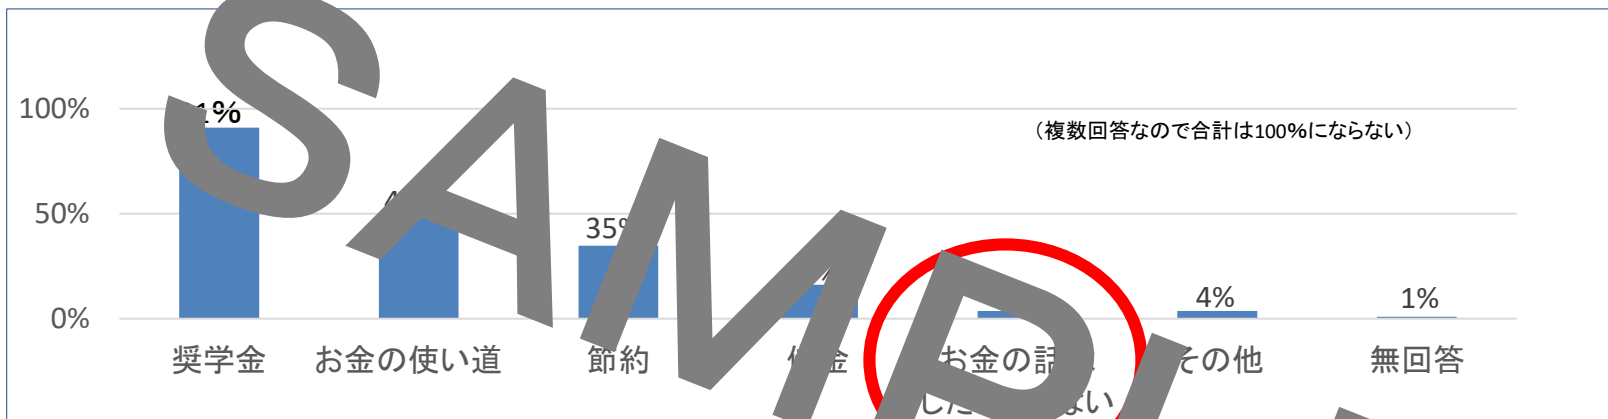 100%
（複数回答なので合計は100％にならない）
50%
35%
0%
4%
1%
奨学金
お金の使い道
節約
お金の話
その他
無回答
SAMPL